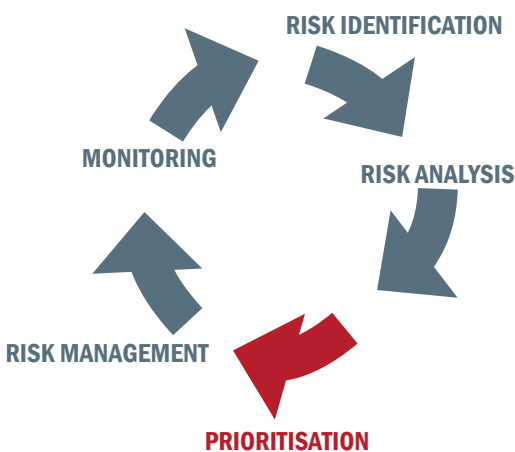 RISK IDENTIFICATION
RISK ANALYSIS
PRIORITISATION
RISK MANAGEMENT
MONITORING